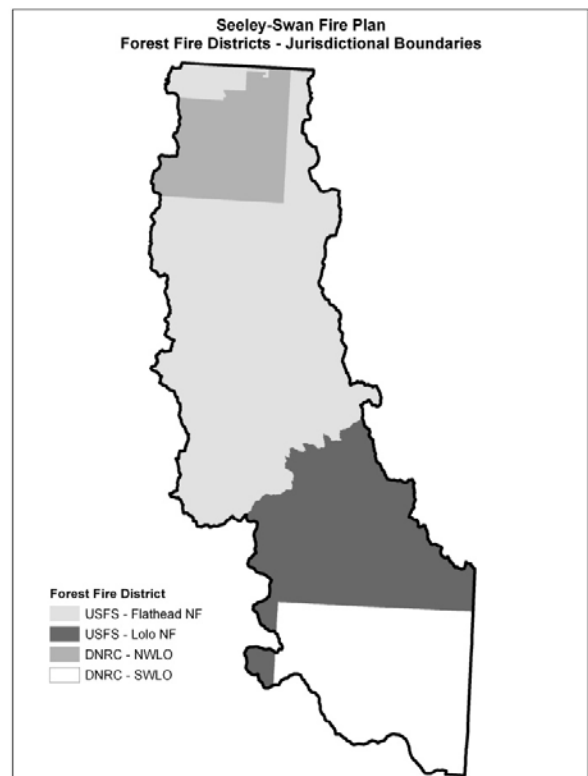 Seeley-Swan Fire Plan
Forest Fire Districts - Jurisdictional Boundaries
Forest Fire District
USFS - Flathead NF
USFS - Lolo NF
DNRC - NWLO
DNRC - SWLO